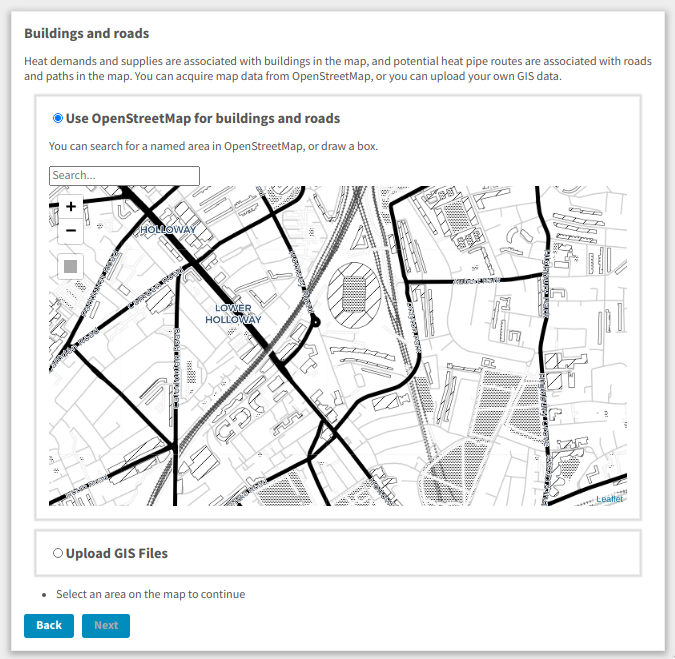 Buildings and roads
Heat demands and supplies are associated with buildings in the map, and potential heat pipe routes are associated with roads
and paths in the map. You can acquire map data from OpenStreetMap, or you can upload your own GIS data.
Use OpenStreetMap for buildings and roads
You can search for a named area in OpenStreetMap, or draw a box.
Search...
+
−
HOLLOWAY
LOWER
HOLLOWAY
Leaflet
Upload GIS Files
• Select an area on the map to continue
Back Next